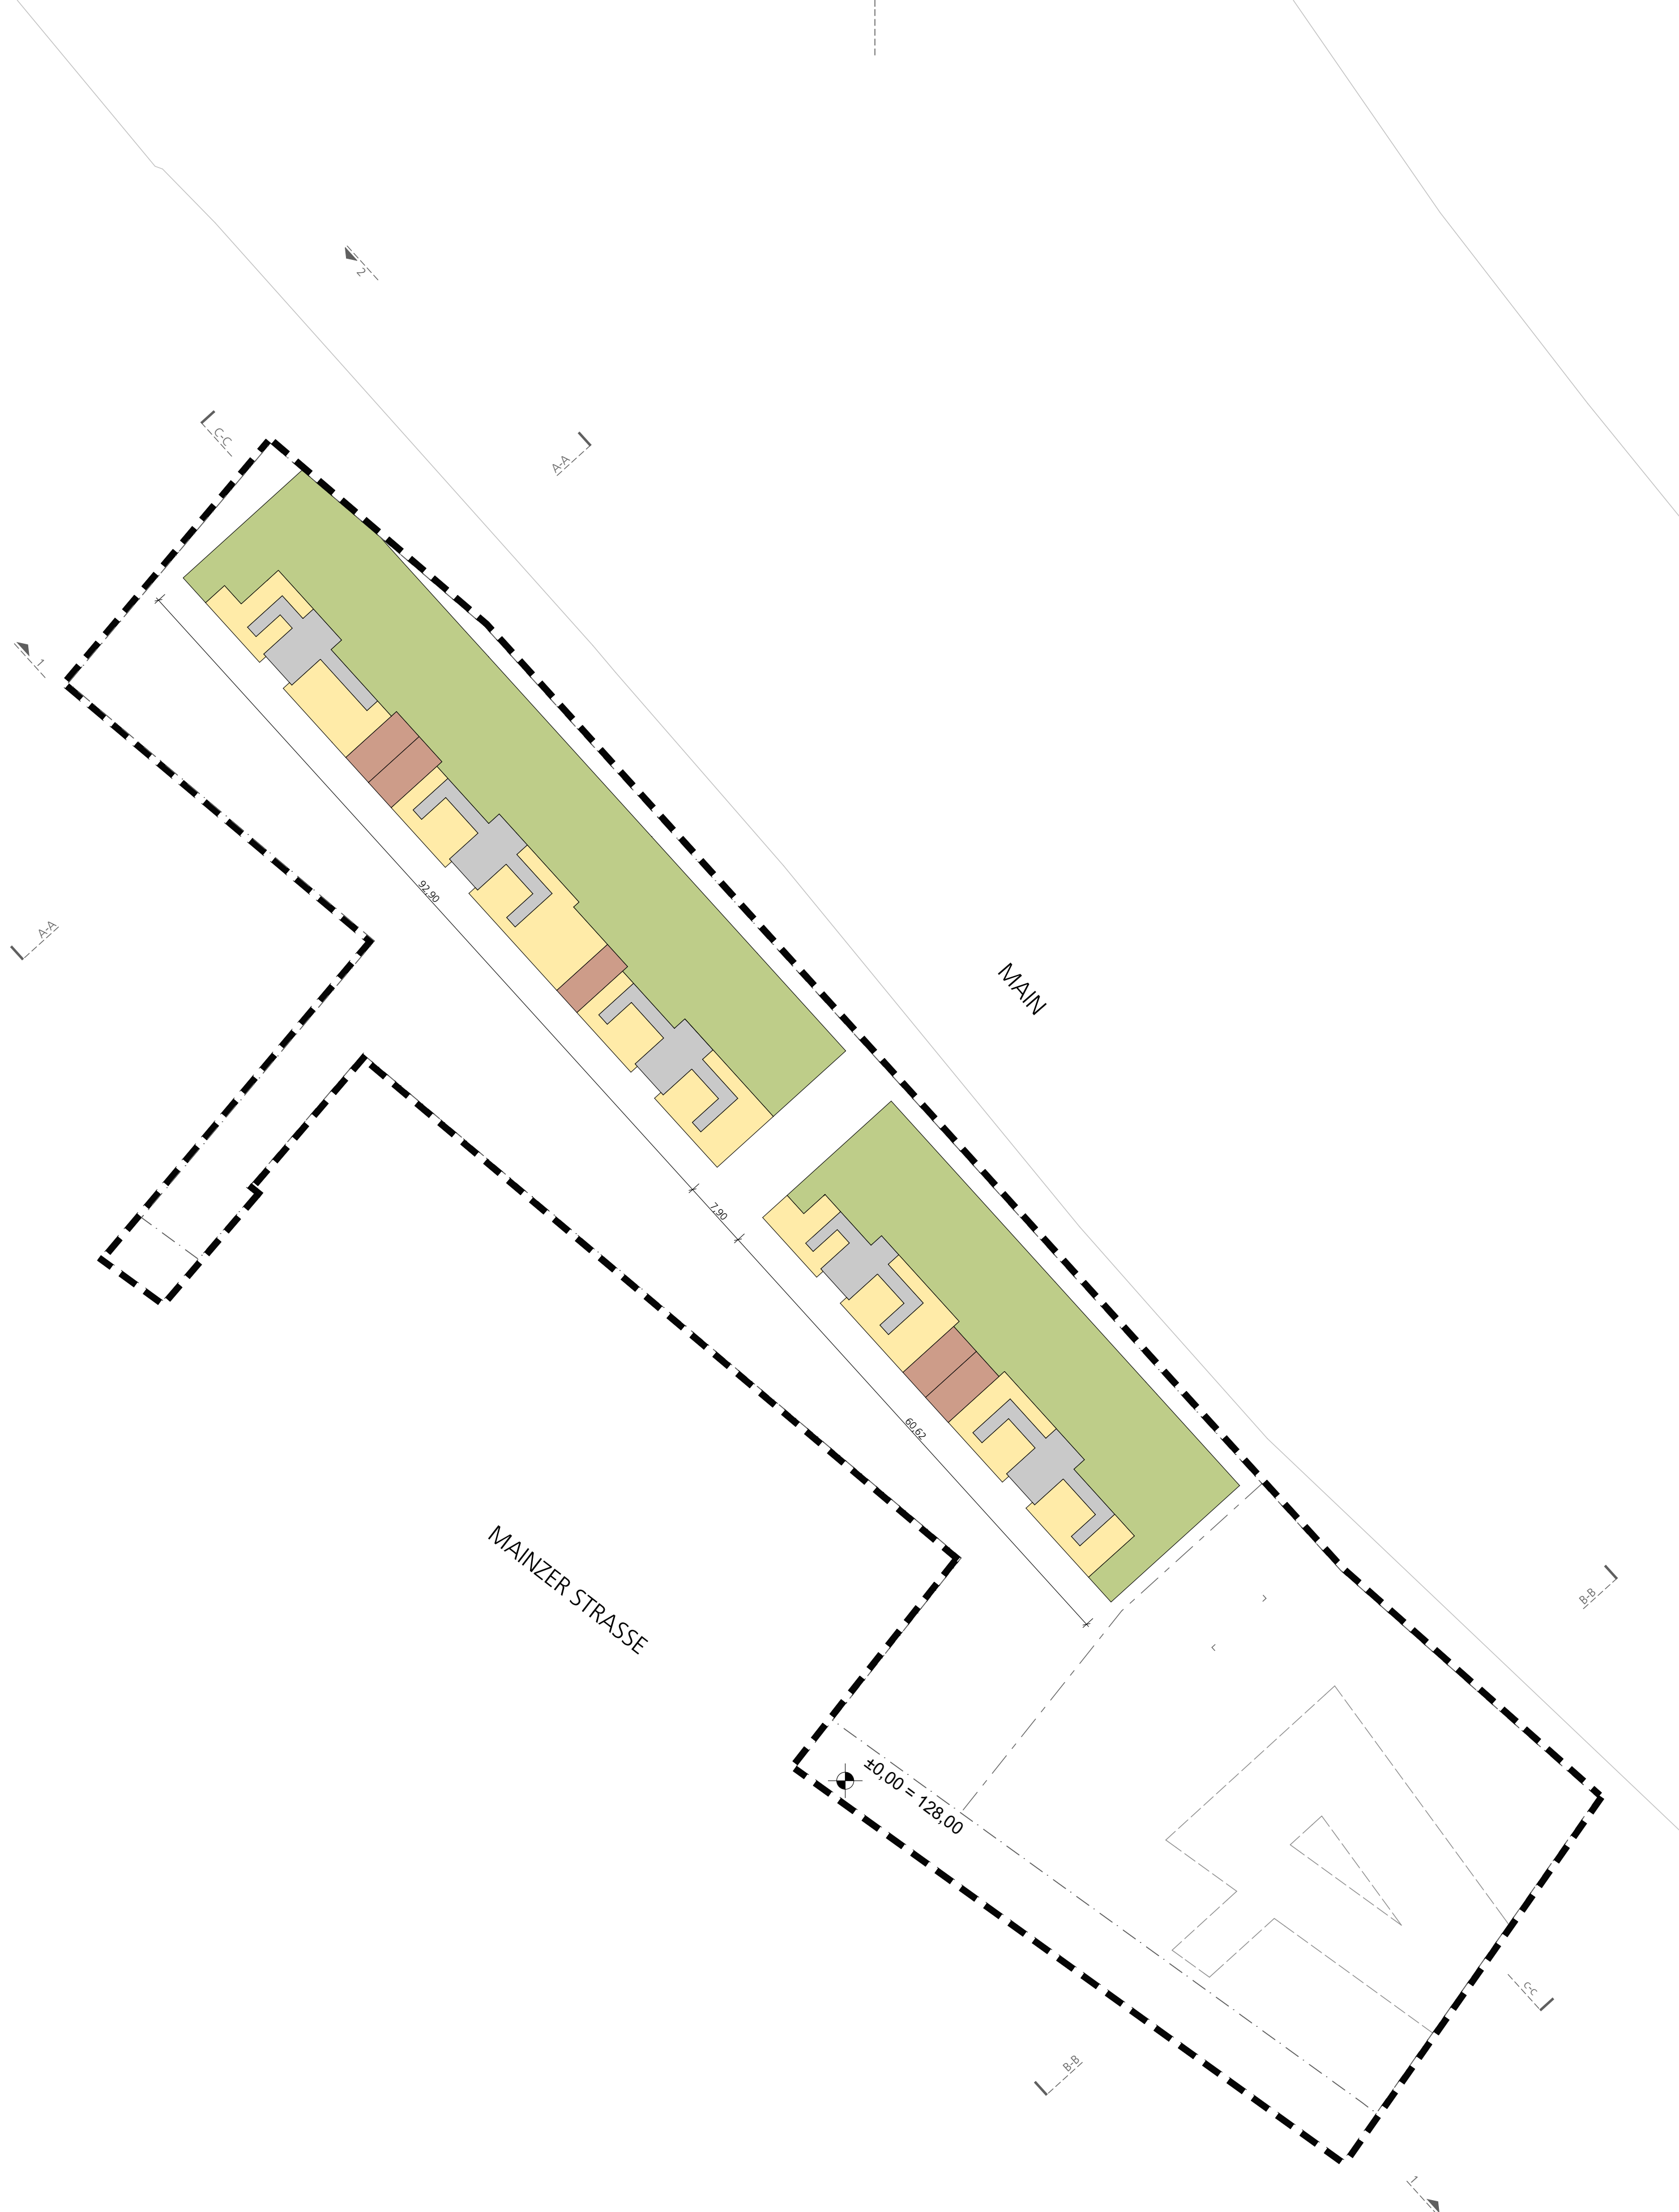 2
C-C
A-A
1
A-A
92,90
MAIN
7,90
60,62
MAINZER STRASSE
B-B
±0,00 = 128,00
C-C
B-B
1